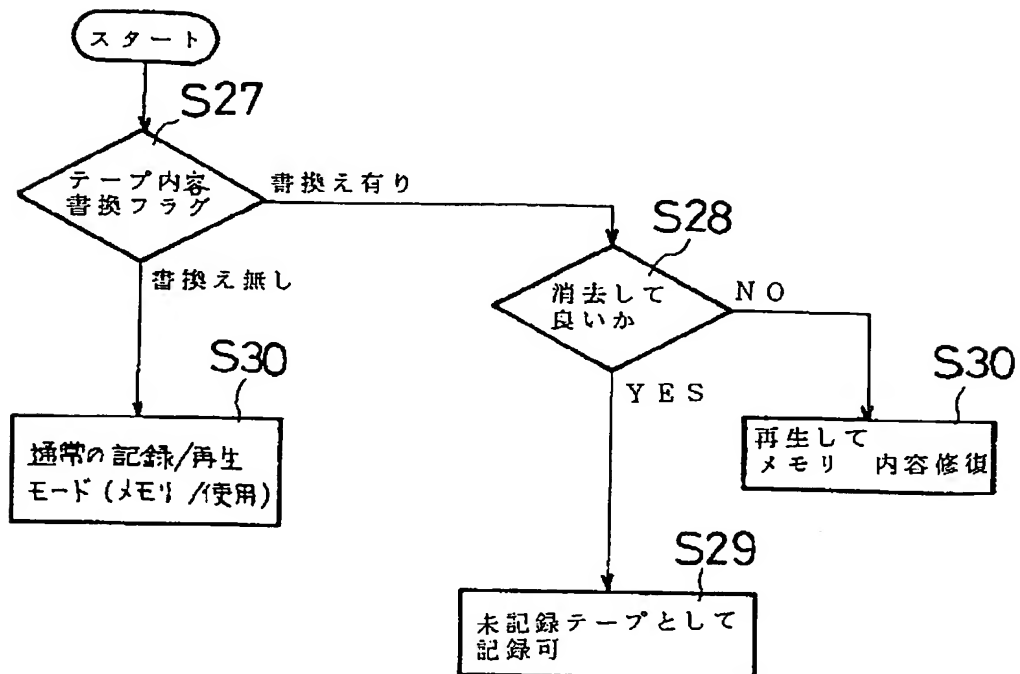 スタート
S27
テープ内容
書換フラグ
書換え有り
S28
消去して
良いか
NO
書換え無し
S30
通常の記録/再生
モード(メモリ/使用)
YES
S30
再生して
メモリ 内容修復
S29
未記録テープとして
記録可